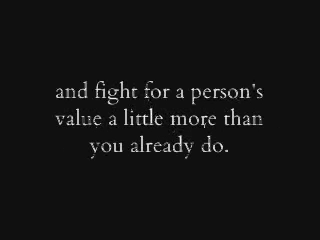 and fight for a person's
value a little more than
you already do.